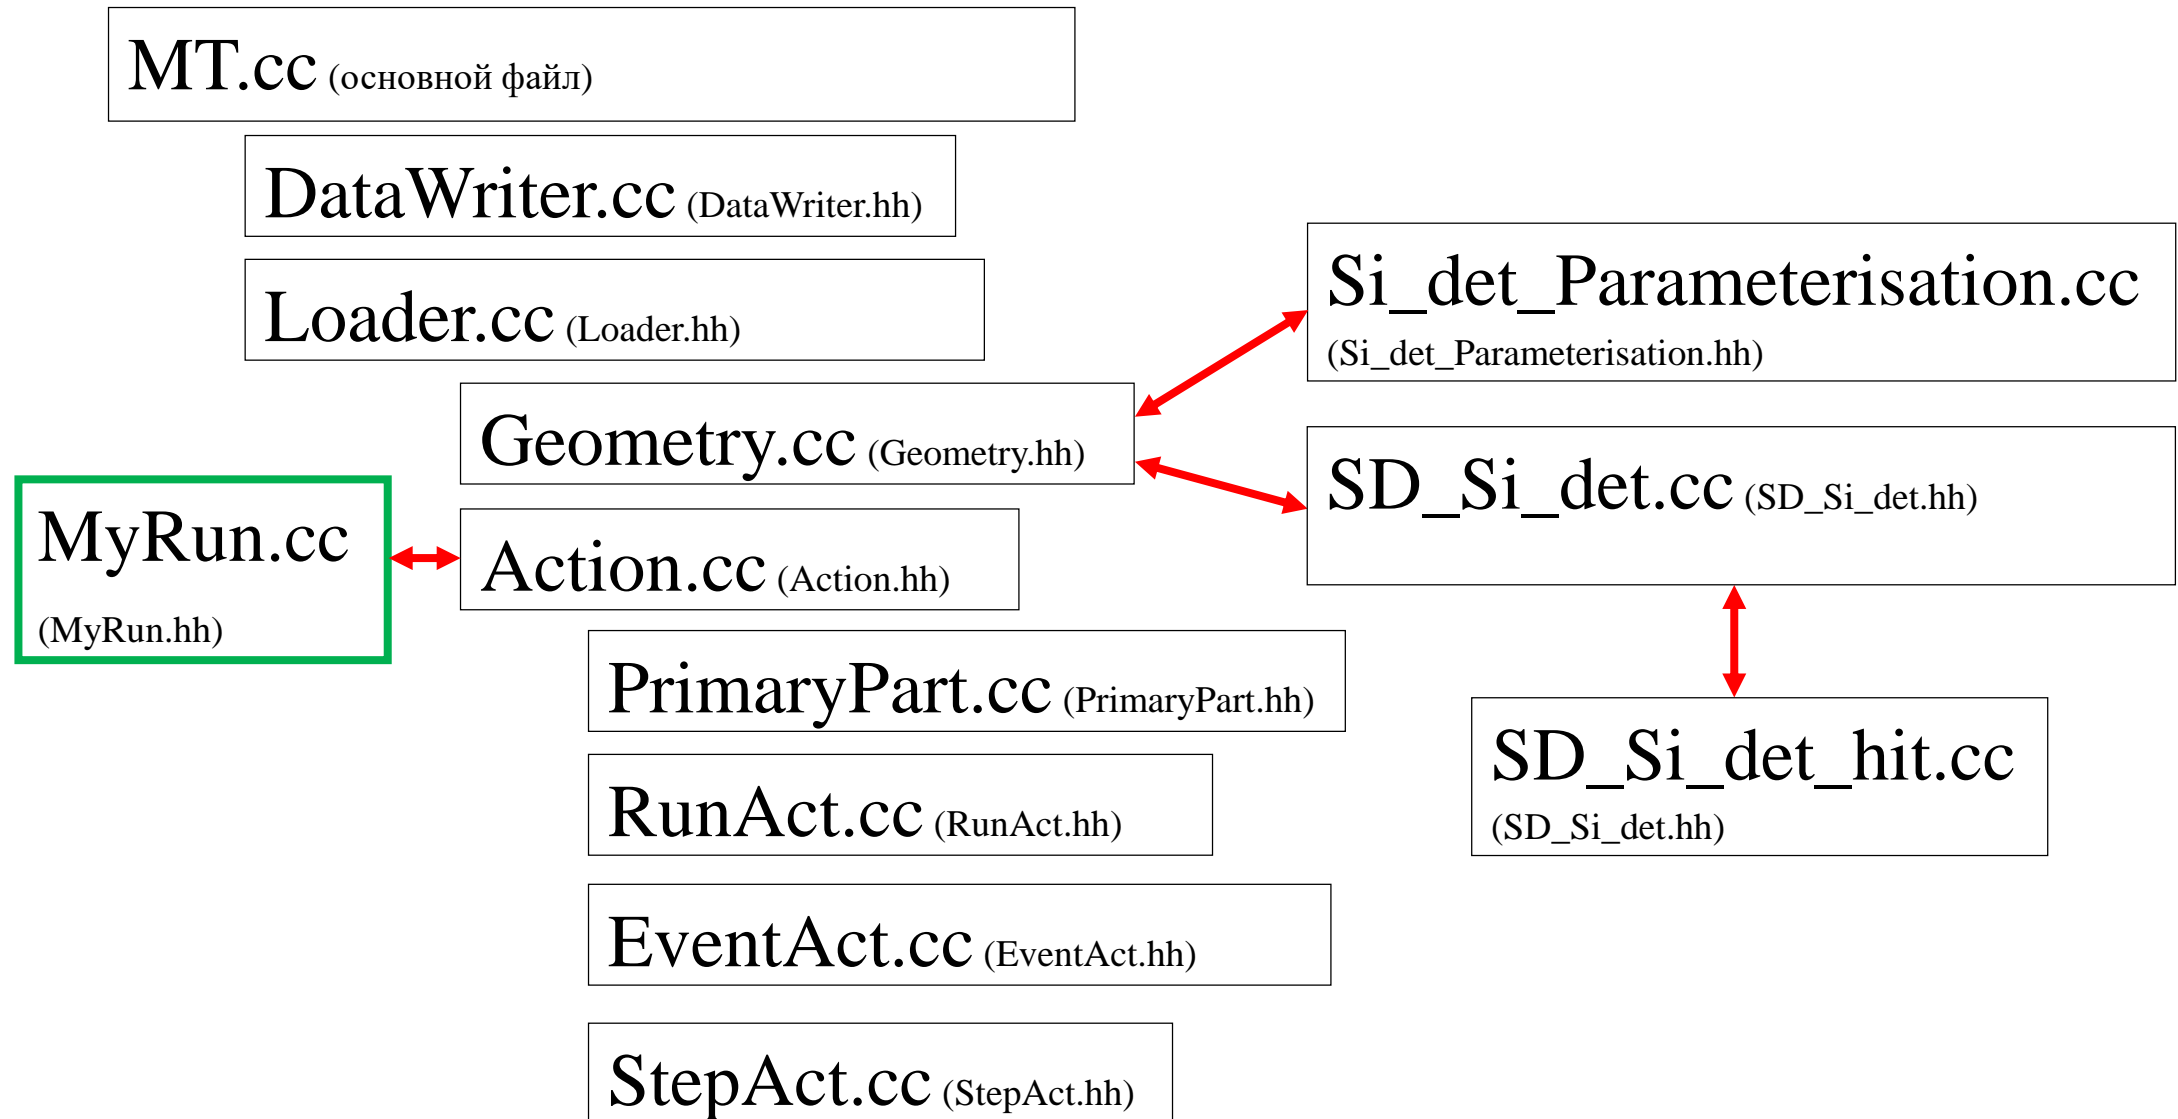 MT.cc (основной файл)
DataWriter.cc (DataWriter.hh)
Loader.cc (Loader.hh)
Si_det_Parameterisation.cc
(Si_det_Parameterisation.hh)
Geometry.cc (Geometry.hh)
SD_Si_det.cc (SD_Si_det.hh)
MyRun.cc
(MyRun.hh)
Action.cc (Action.hh)
PrimaryPart.cc (PrimaryPart.hh)
SD_Si_det_hit.cc
(SD_Si_det.hh)
RunAct.cc (RunAct.hh)
EventAct.cc (EventAct.hh)
StepAct.cc (StepAct.hh)